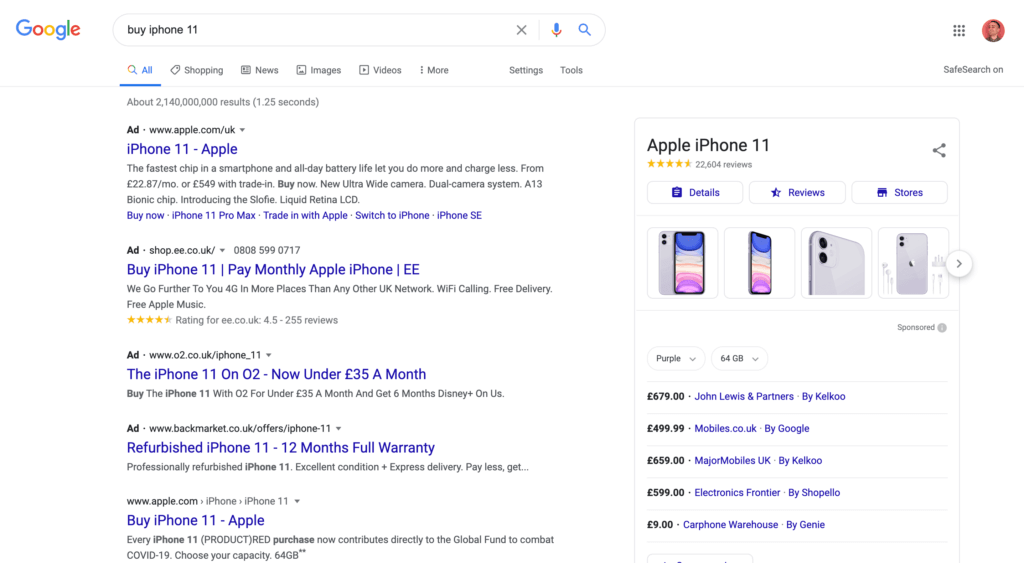 Google
buy iphone 11
All
Shopping
News
Images
Videos
More
Settings
Tools
SafeSearch on
About 2,140,000,000 results (1.25 seconds)
Ad · www.apple.com/uk
iPhone 11 - Apple
The fastest chip in a smartphone and all-day battery life let you do more and charge less. From
£22.87/mo. or £549 with trade-in. Buy now. New Ultra Wide camera. Dual-camera system. A13
Bionic chip. Introducing the Slofie. Liquid Retina LCD.
Buy now · iPhone 11 Pro Max · Trade in with Apple · Switch to iPhone · iPhone SE
Ad · shop.ee.co.uk/ 0808 599 0717
Buy iPhone 11 | Pay Monthly Apple iPhone | EE
We Go Further To You 4G In More Places Than Any Other UK Network. WiFi Calling. Free Delivery.
Free Apple Music.
Rating for ee.co.uk: 4.5 - 255 reviews
Ad · www.o2.co.uk/iphone_11
The iPhone 11 On O2 - Now Under £35 A Month
Buy The iPhone 11 With O2 For Under £35 A Month And Get 6 Months Disney+ On Us.
Ad · www.backmarket.co.uk/offers/iphone-11
Refurbished iPhone 11 - 12 Months Full Warranty
Professionally refurbished iPhone 11. Excellent condition + Express delivery. Pay less, get...
www.apple.com › iPhone › iPhone 11
Buy iPhone 11 - Apple
Every iPhone 11 (PRODUCT)RED purchase now contributes directly to the Global Fund to combat
COVID-19. Choose your capacity. 64GB**
Apple iPhone 11
22,604 reviews
Details
Reviews
Stores
Sponsored
Purple
64 GB
£679.00 · John Lewis & Partners · By Kelkoo
£499.99 · Mobiles.co.uk · By Google
£659.00 · MajorMobiles UK · By Kelkoo
£599.00 · Electronics Frontier · By Shopello
£9.00 · Carphone Warehouse · By Genie